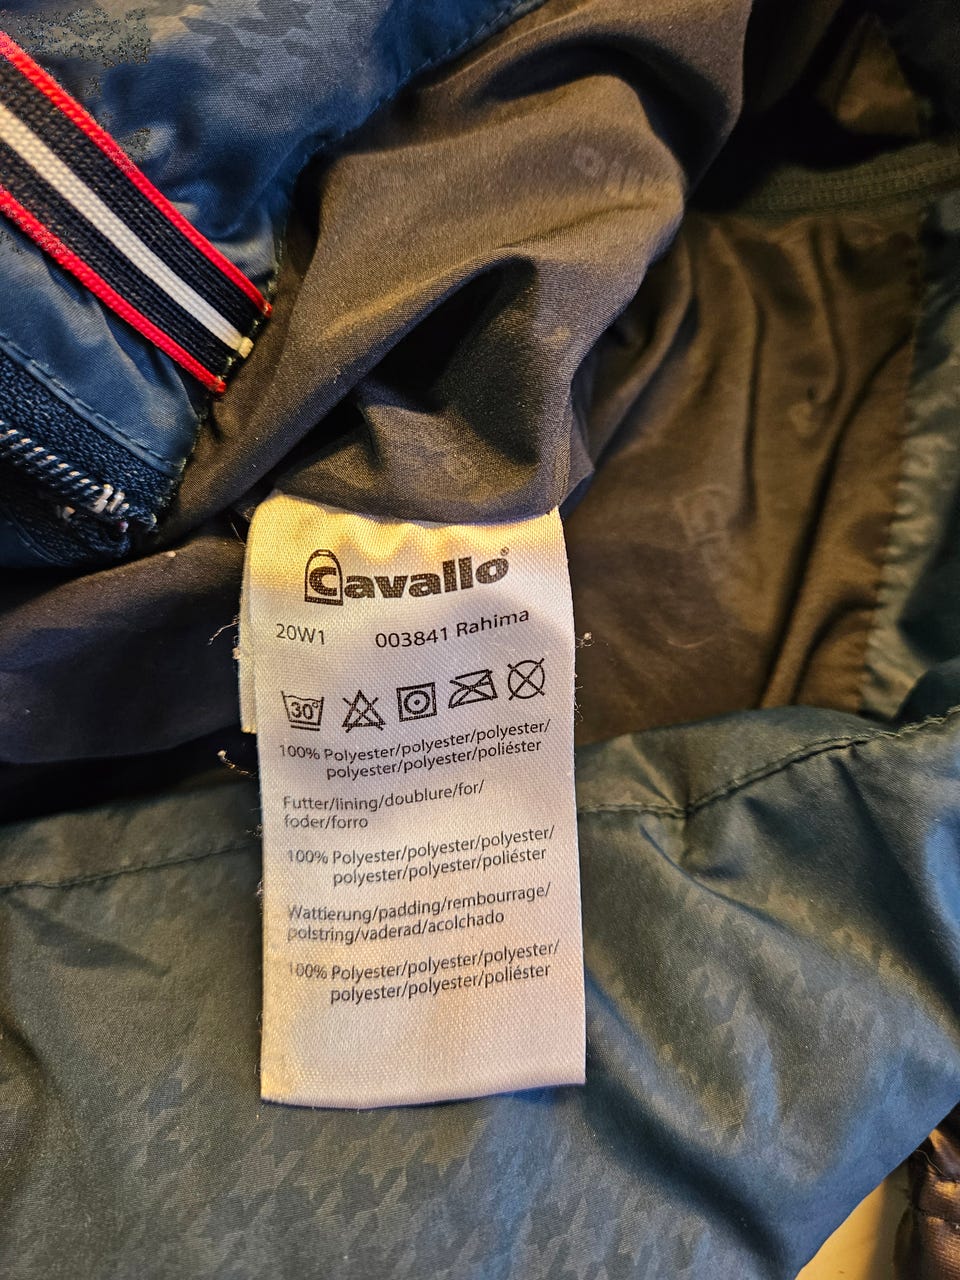 Cavallo®
20W1 003841 Rahima
30°
100% Polyester/polyester/polyester/
polyester/polyester/poliéster
Futter/lining/doublure/for/
foder/forro
100% Polyester/polyester/polyester/
polyester/polyester/poliéster
Wattierung/padding/rembourrage/
polstring/vaderad/acolchado
100% Polyester/polyester/polyester/
polyester/polyester/poliéster